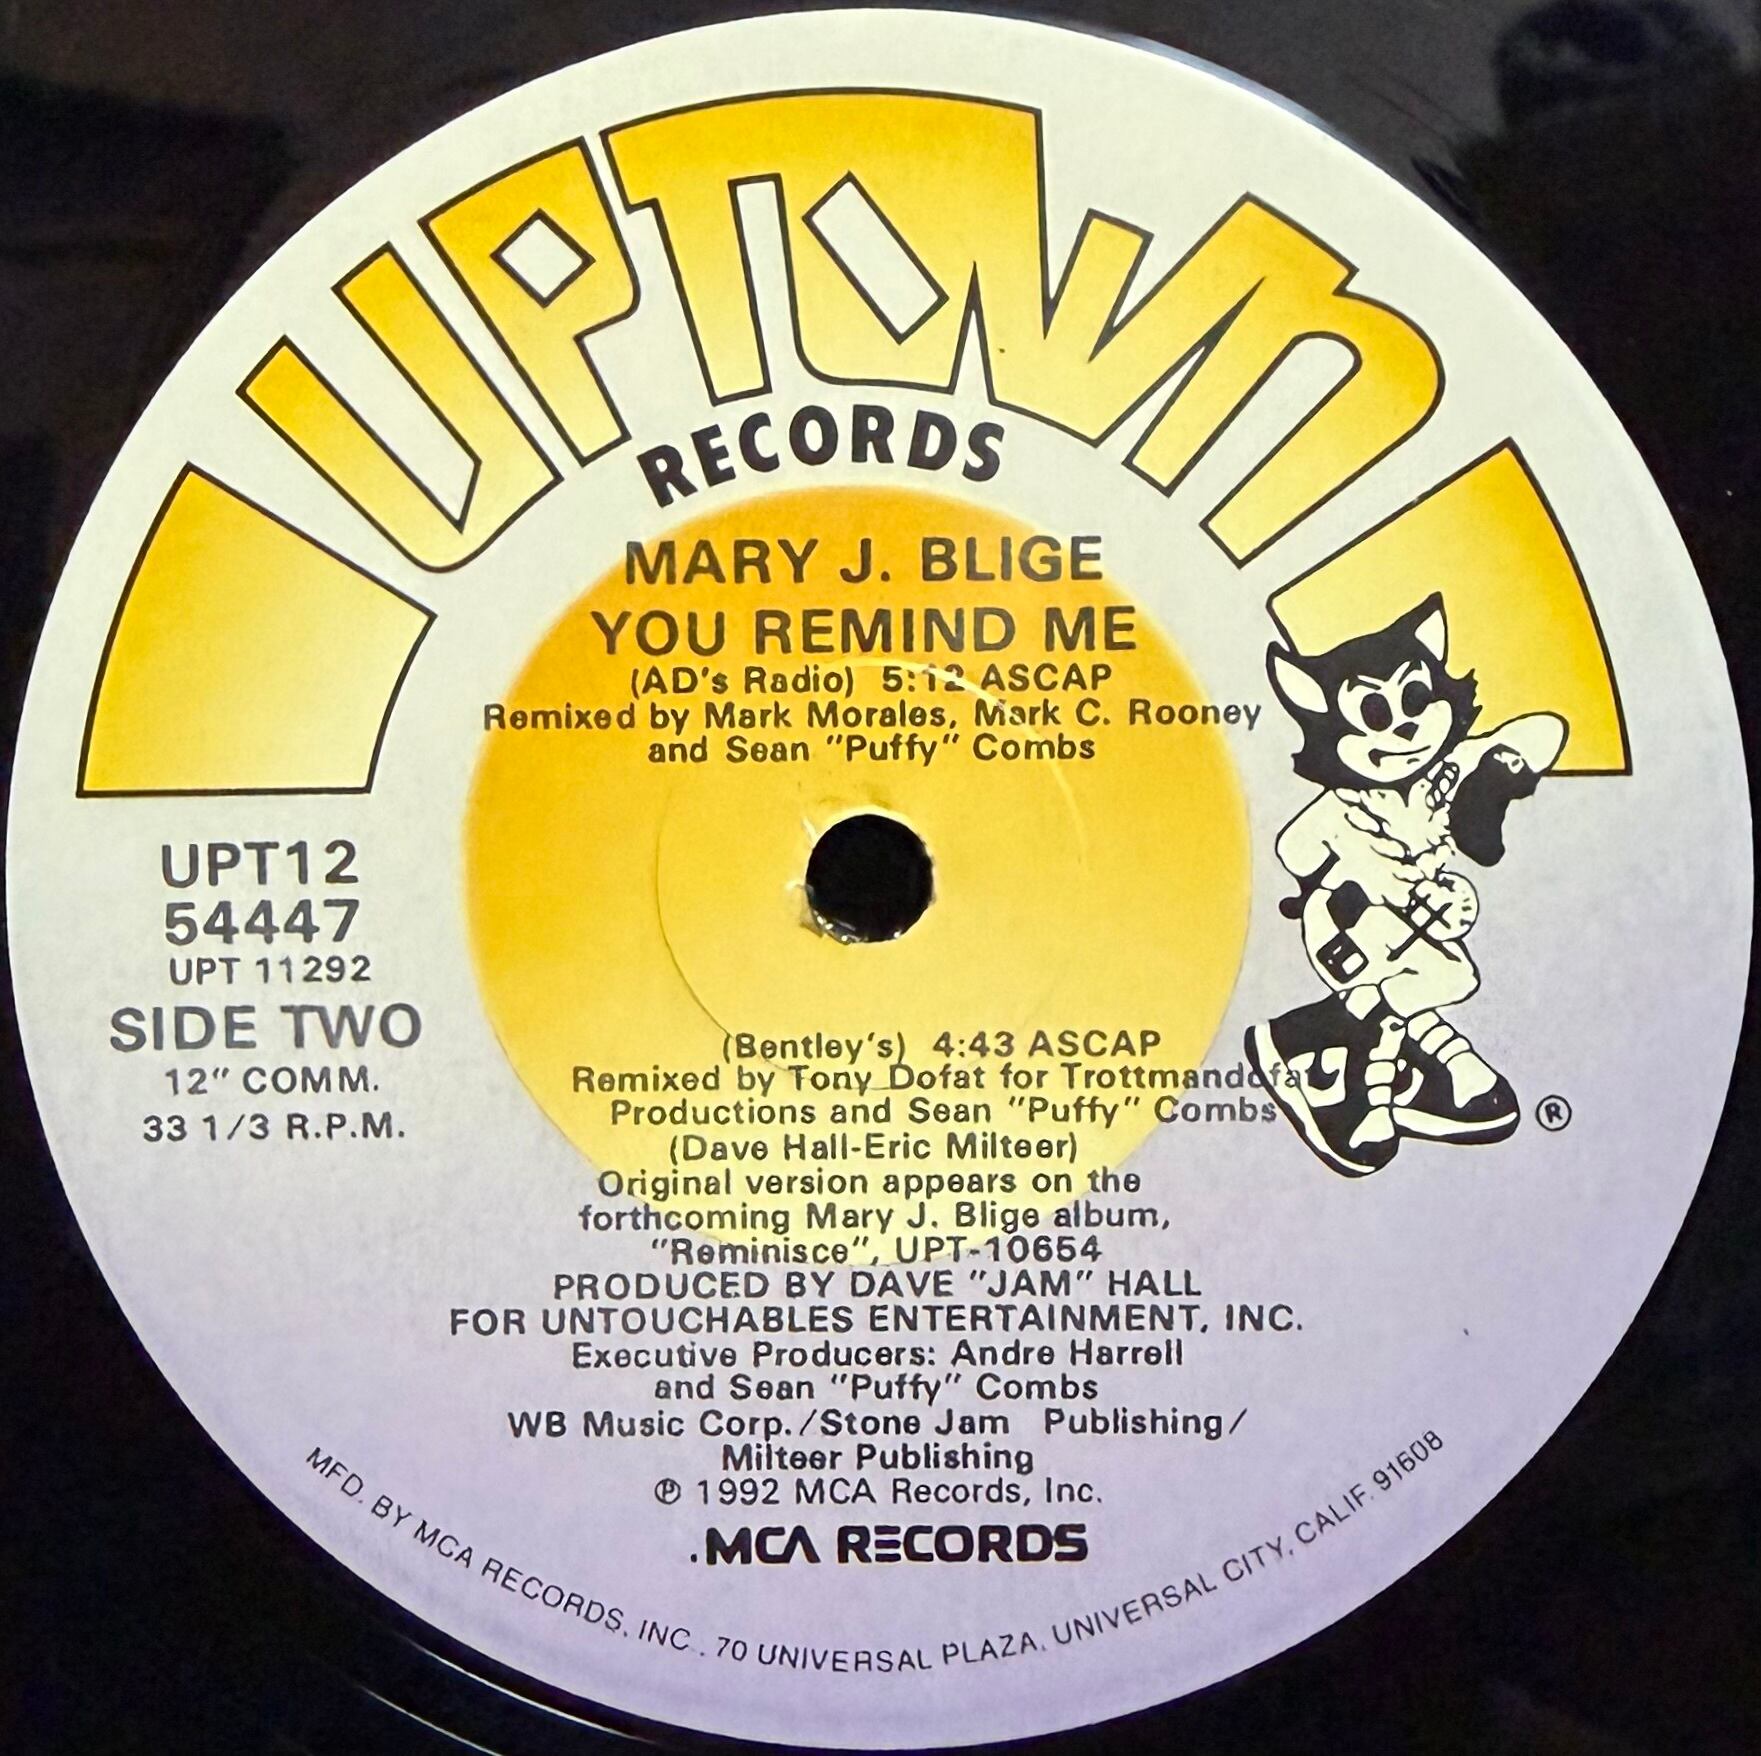 UPTOWN
RECORDS
MARY J. BLIGE
YOU REMIND ME
(AD's Radio) 5:12 ASCAP
Remixed by Mark Morales, Mark C. Rooney
and Sean "Puffy" Combs
UPT12
54447
UPT 11292
SIDE TWO
12" COMM.
33 1/3 R.P.M.
(Bentley's) 4:43 ASCAP
Remixed by Tony Dofat for Trottmandofat
Productions and Sean "Puffy" Combs
(Dave Hall-Eric Milteer)
Original version appears on the
forthcoming Mary J. Blige album,
"Reminisce", UPT-10654
PRODUCED BY DAVE "JAM" HALL
FOR UNTOUCHABLES ENTERTAINMENT, INC.
Executive Producers: Andre Harrell
and Sean "Puffy" Combs
WB Music Corp./Stone Jam Publishing/
Milteer Publishing
℗ 1992 MCA Records, Inc.
.MCA RECORDS
®
MFD. BY MCA RECORDS, INC., 70 UNIVERSAL PLAZA, UNIVERSAL CITY, CALIF. 91608